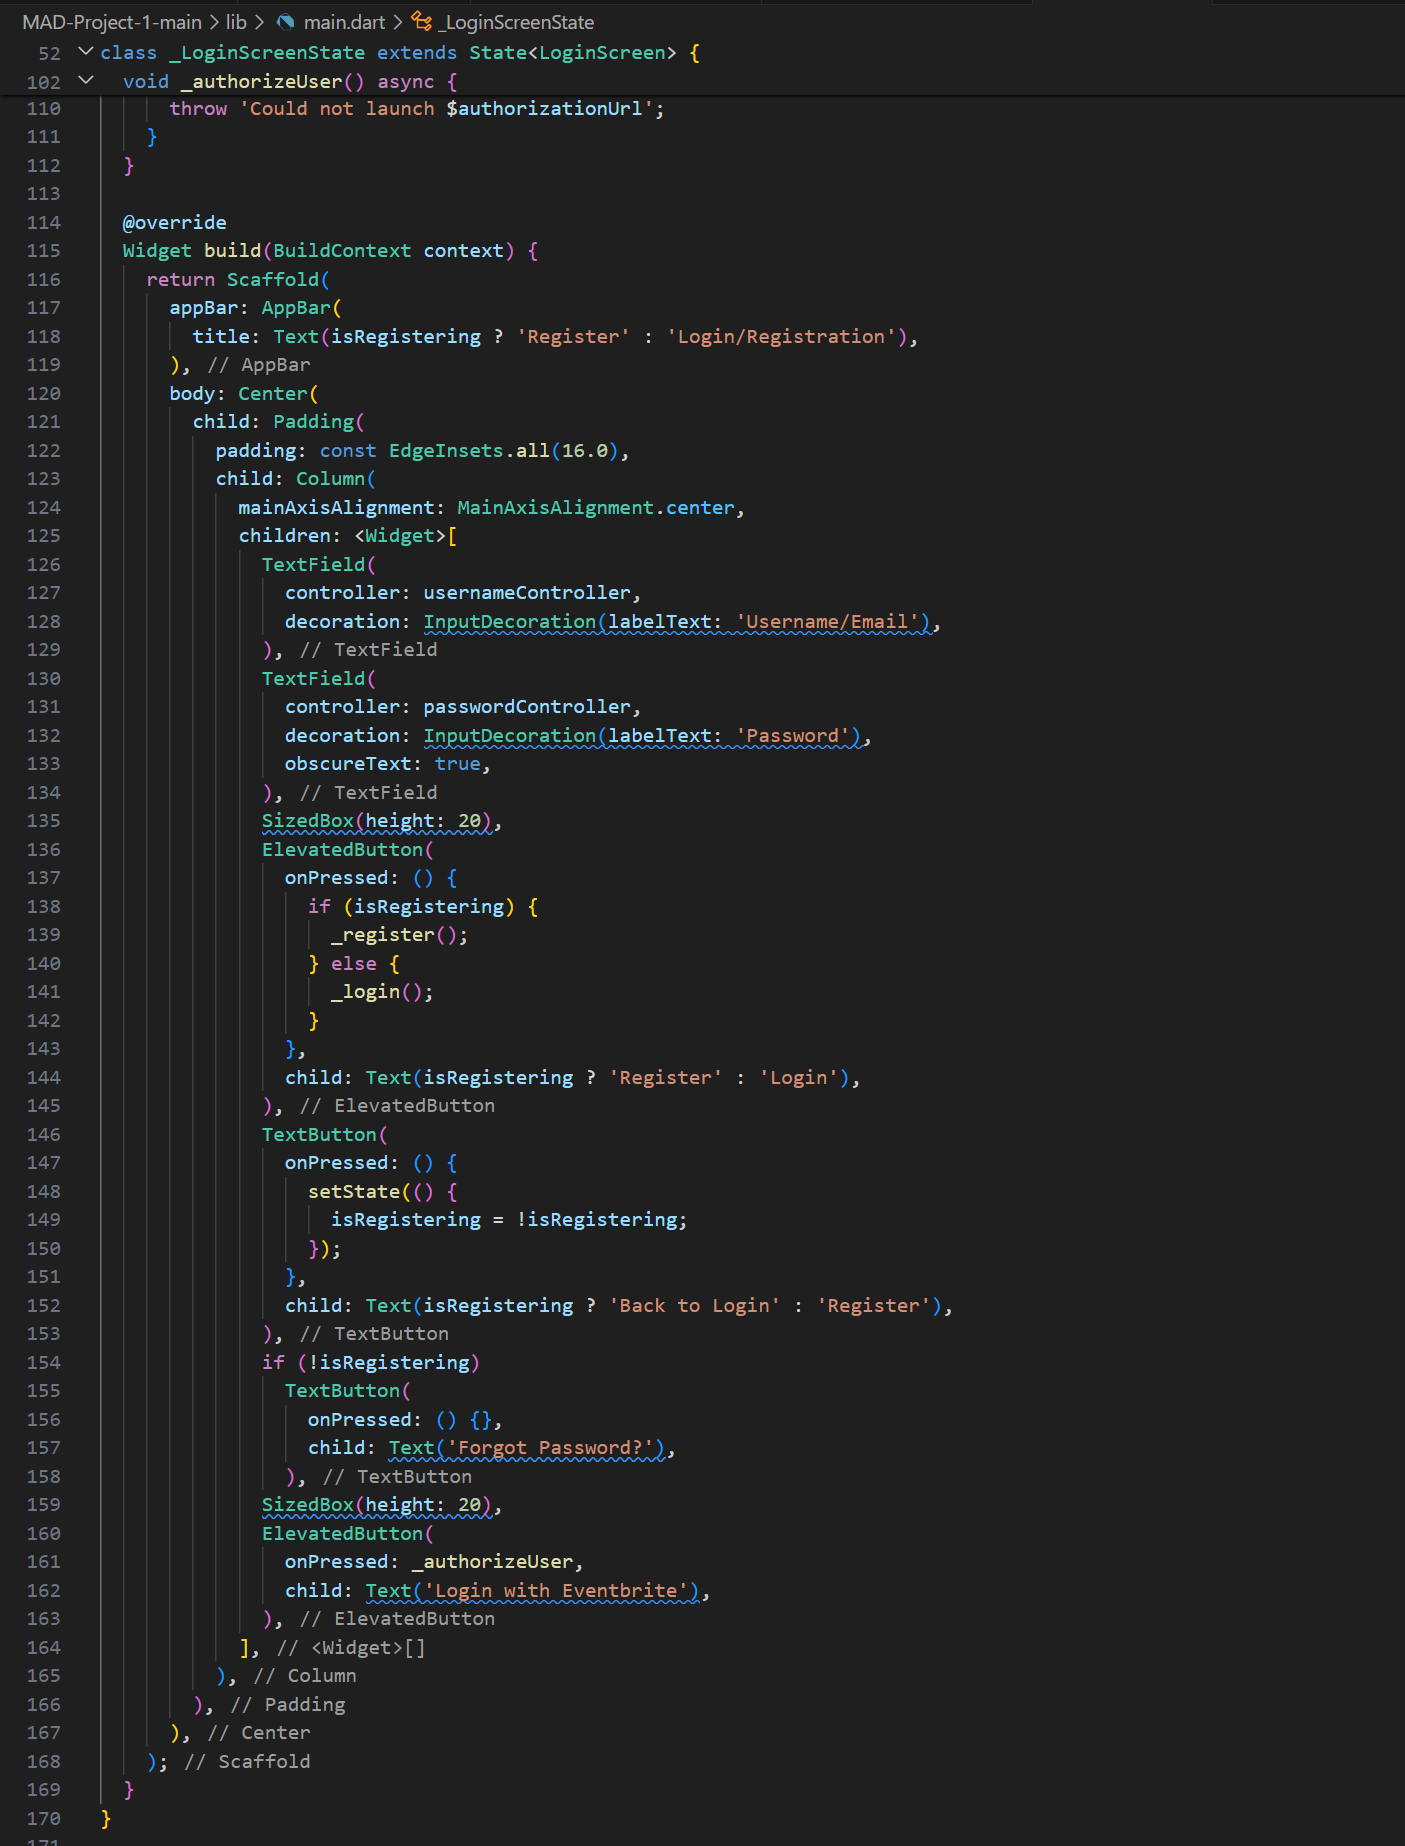 MAD-Project-1-main > lib > main.dart > _LoginScreenState
52 class _LoginScreenState extends State<LoginScreen> {
102   void _authorizeUser() async {
110       throw 'Could not launch $authorizationUrl';
111     }
112   }
113
114   @override
115   Widget build(BuildContext context) {
116     return Scaffold(
117       appBar: AppBar(
118         title: Text(isRegistering ? 'Register' : 'Login/Registration'),
119       ), // AppBar
120       body: Center(
121         child: Padding(
122           padding: const EdgeInsets.all(16.0),
123           child: Column(
124             mainAxisAlignment: MainAxisAlignment.center,
125             children: <Widget>[
126               TextField(
127                 controller: usernameController,
128                 decoration: InputDecoration(labelText: 'Username/Email'),
129               ), // TextField
130               TextField(
131                 controller: passwordController,
132                 decoration: InputDecoration(labelText: 'Password'),
133                 obscureText: true,
134               ), // TextField
135               SizedBox(height: 20),
136               ElevatedButton(
137                 onPressed: () {
138                   if (isRegistering) {
139                     _register();
140                   } else {
141                     _login();
142                   }
143                 },
144                 child: Text(isRegistering ? 'Register' : 'Login'),
145               ), // ElevatedButton
146               TextButton(
147                 onPressed: () {
148                   setState(() {
149                     isRegistering = !isRegistering;
150                   });
151                 },
152                 child: Text(isRegistering ? 'Back to Login' : 'Register'),
153               ), // TextButton
154               if (!isRegistering)
155                 TextButton(
156                   onPressed: () {},
157                   child: Text('Forgot Password?'),
158                 ), // TextButton
159               SizedBox(height: 20),
160               ElevatedButton(
161                 onPressed: _authorizeUser,
162                 child: Text('Login with Eventbrite'),
163               ), // ElevatedButton
164             ], // <Widget>[]
165           ), // Column
166         ), // Padding
167       ), // Center
168     ); // Scaffold
169   }
170 }
171